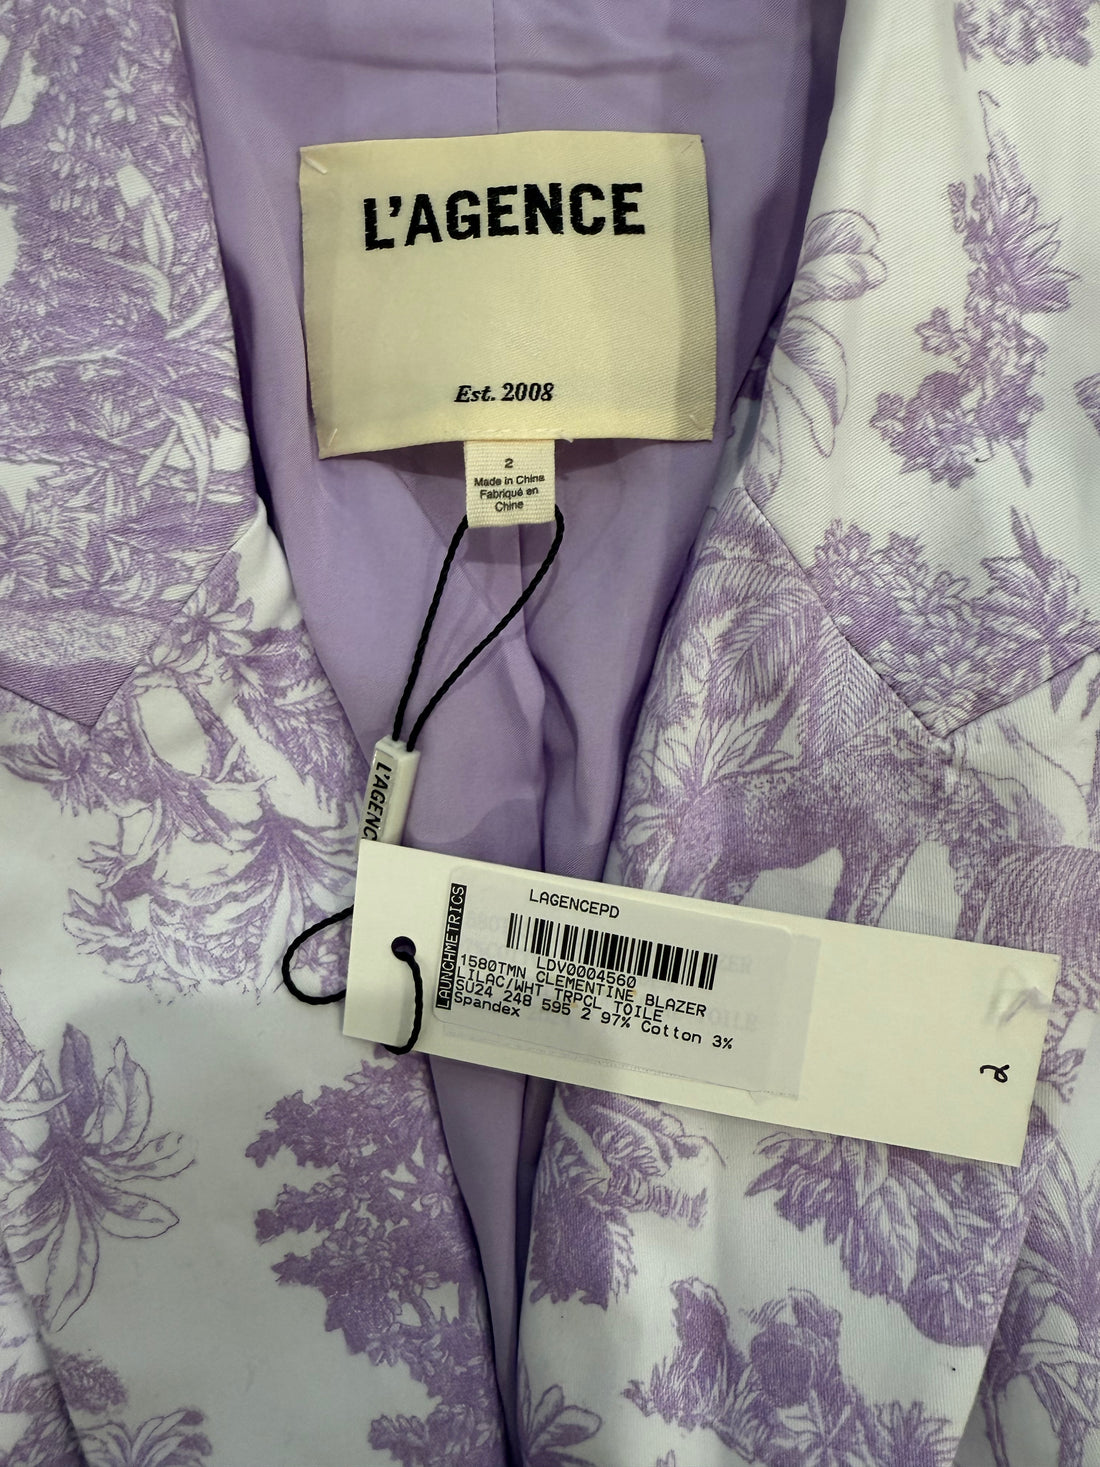 L'AGENCE
Est. 2008
2
Made in China
Fabriqué en
Chine
L'AGENC
LAGENCEPD
LAUNCHMETRICS
1580TMN LDV0004560
CLEMENTINE BLAZER
LILAC/WHT TRPCL TOILE
SU24 248 595 2 97% Cotton 3%
Spandex
2